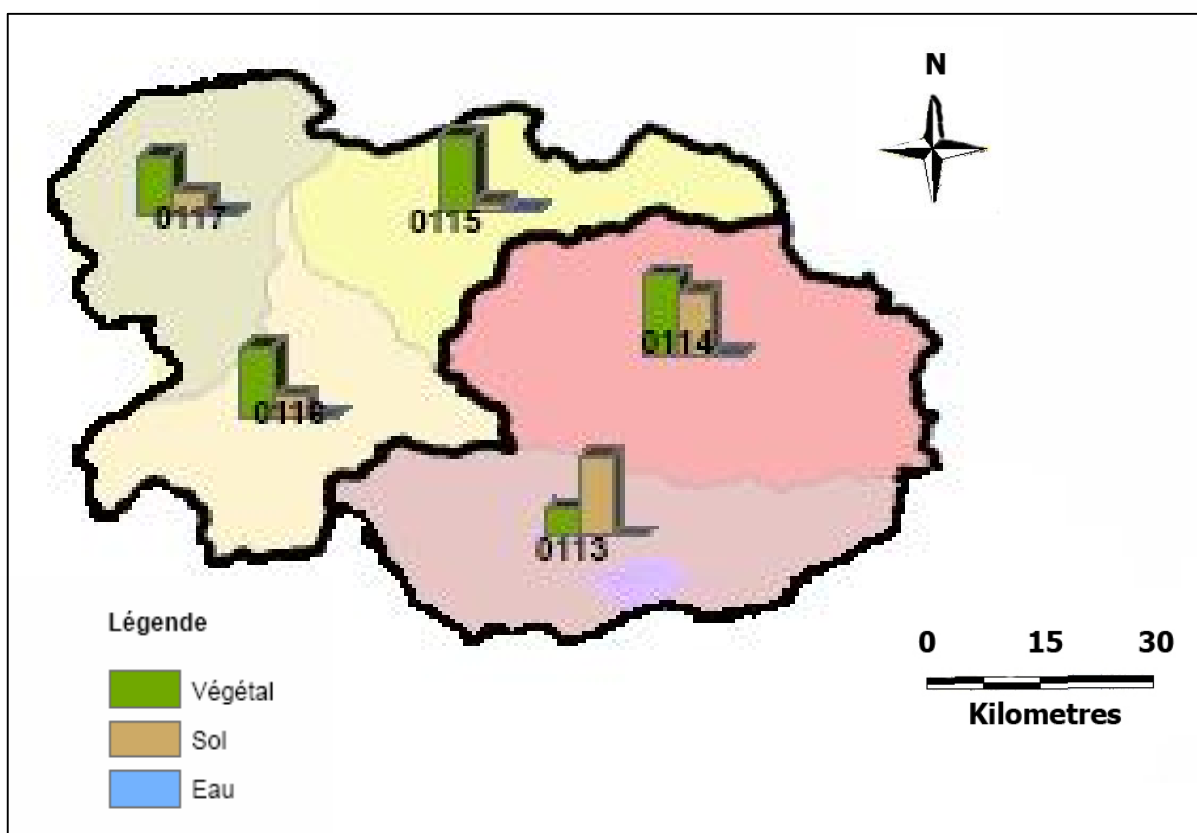 N
0117
0115
0114
0116
0113
Légende
Végétal
Sol
Eau
0 15 30
Kilometres